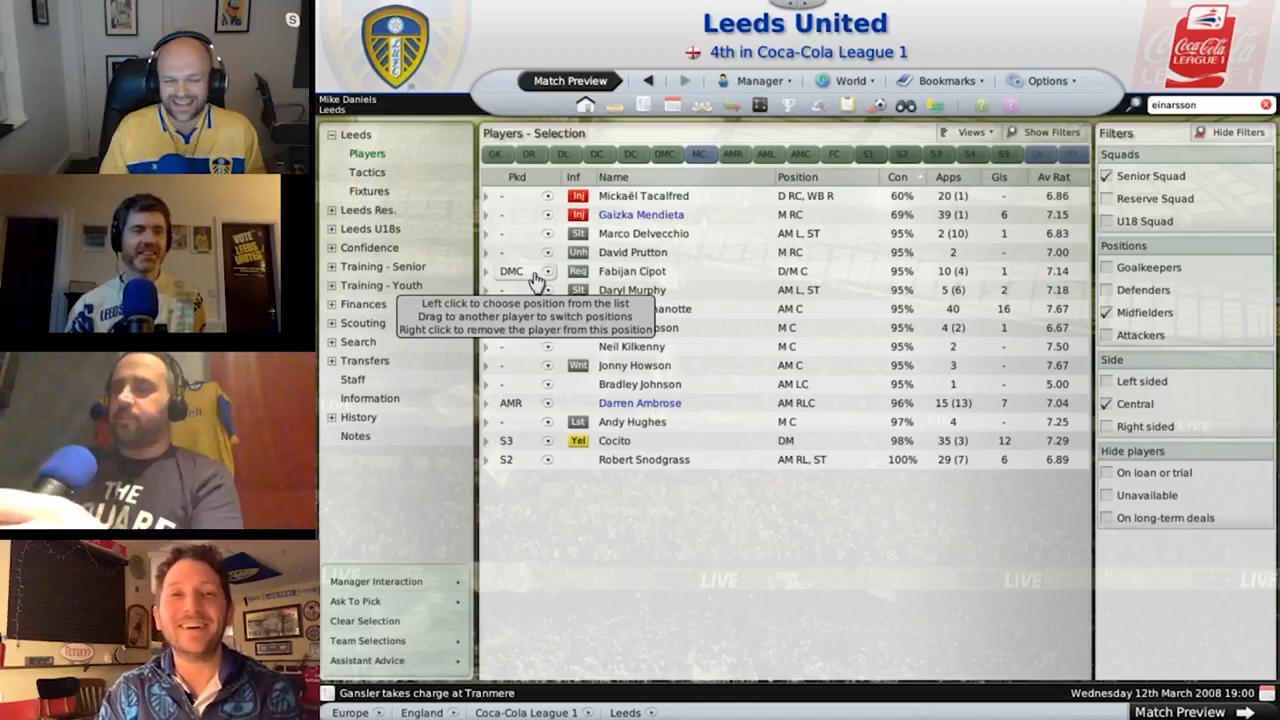 Leeds United
4th in Coca-Cola League 1
Coca-Cola
LEAGUE 1
Match Preview
Manager
World
Bookmarks
Options
Mike Daniels
Leeds
einarsson
Leeds
Players
Tactics
Fixtures
Leeds Res.
Leeds U18s
Confidence
Training - Senior
Training - Youth
Finances
Scouting
Search
Transfers
Staff
Information
History
Notes
Manager Interaction
Ask To Pick
Clear Selection
Team Selections
Assistant Advice
Players - Selection
Views
Show Filters
GK DR DL DC DC DMC MC AMR AML AMC FC S1 S2 S3 S4 S5
Pkd Inf Name Position Con Apps Gls Av Rat
- Inj Mickaël Tacalfred D RC, WB R 60% 20 (1) - 6.86
- Inj Gaizka Mendieta M RC 69% 39 (1) 6 7.15
- Slt Marco Delvecchio AM L, ST 95% 2 (10) 1 6.83
- Unh David Prutton M RC 95% 2 - 7.00
DMC Req Fabijan Cipot D/M C 95% 10 (4) 1 7.14
- Slt Daryl Murphy AM L, ST 95% 5 (6) 2 7.18
anotte AM C 95% 40 16 7.67
son M C 95% 4 (2) 1 6.67
- Neil Kilkenny M C 95% 2 - 7.50
- Wnt Jonny Howson AM C 95% 3 - 7.67
- Bradley Johnson AM LC 95% 1 - 5.00
AMR Darren Ambrose AM RLC 96% 15 (13) 7 7.04
- Lst Andy Hughes M C 97% 4 - 7.25
S3 Yel Cocito DM 98% 35 (3) 12 7.29
S2 Robert Snodgrass AM RL, ST 100% 29 (7) 6 6.89
Left click to choose position from the list
Drag to another player to switch positions
Right click to remove the player from this position
Filters
Hide Filters
Squads
Senior Squad
Reserve Squad
U18 Squad
Positions
Goalkeepers
Defenders
Midfielders
Attackers
Side
Left sided
Central
Right sided
Hide players
On loan or trial
Unavailable
On long-term deals
Gansler takes charge at Tranmere
Wednesday 12th March 2008 19:00
Europe
England
Coca-Cola League 1
Leeds
Match Preview
VOTE
LEEDS
UNITED
THE
SQUARE
LIVE